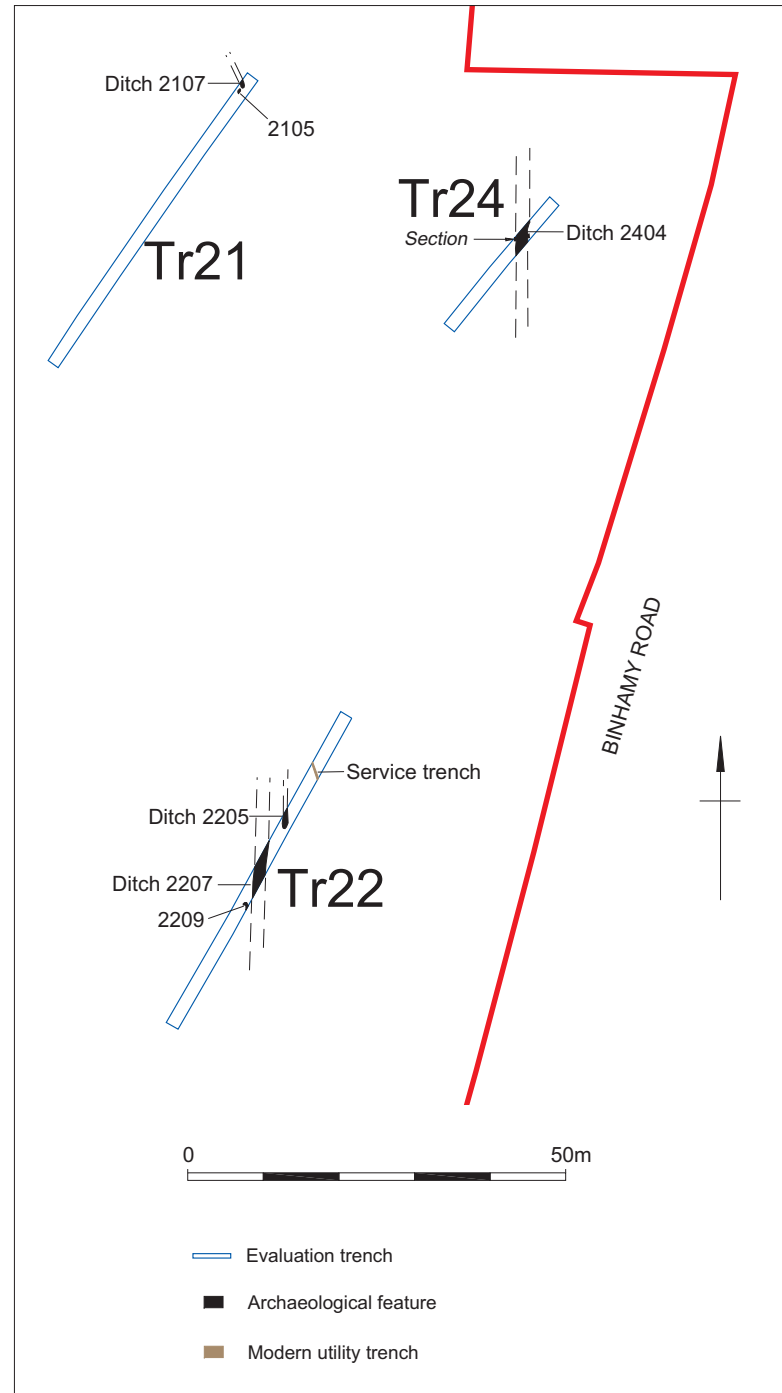 Ditch 2107
2105
Tr21
Tr24
Section
Ditch 2404
BINHAMY ROAD
Service trench
Ditch 2205
Ditch 2207
Tr22
2209
0 50m
Evaluation trench
Archaeological feature
Modern utility trench